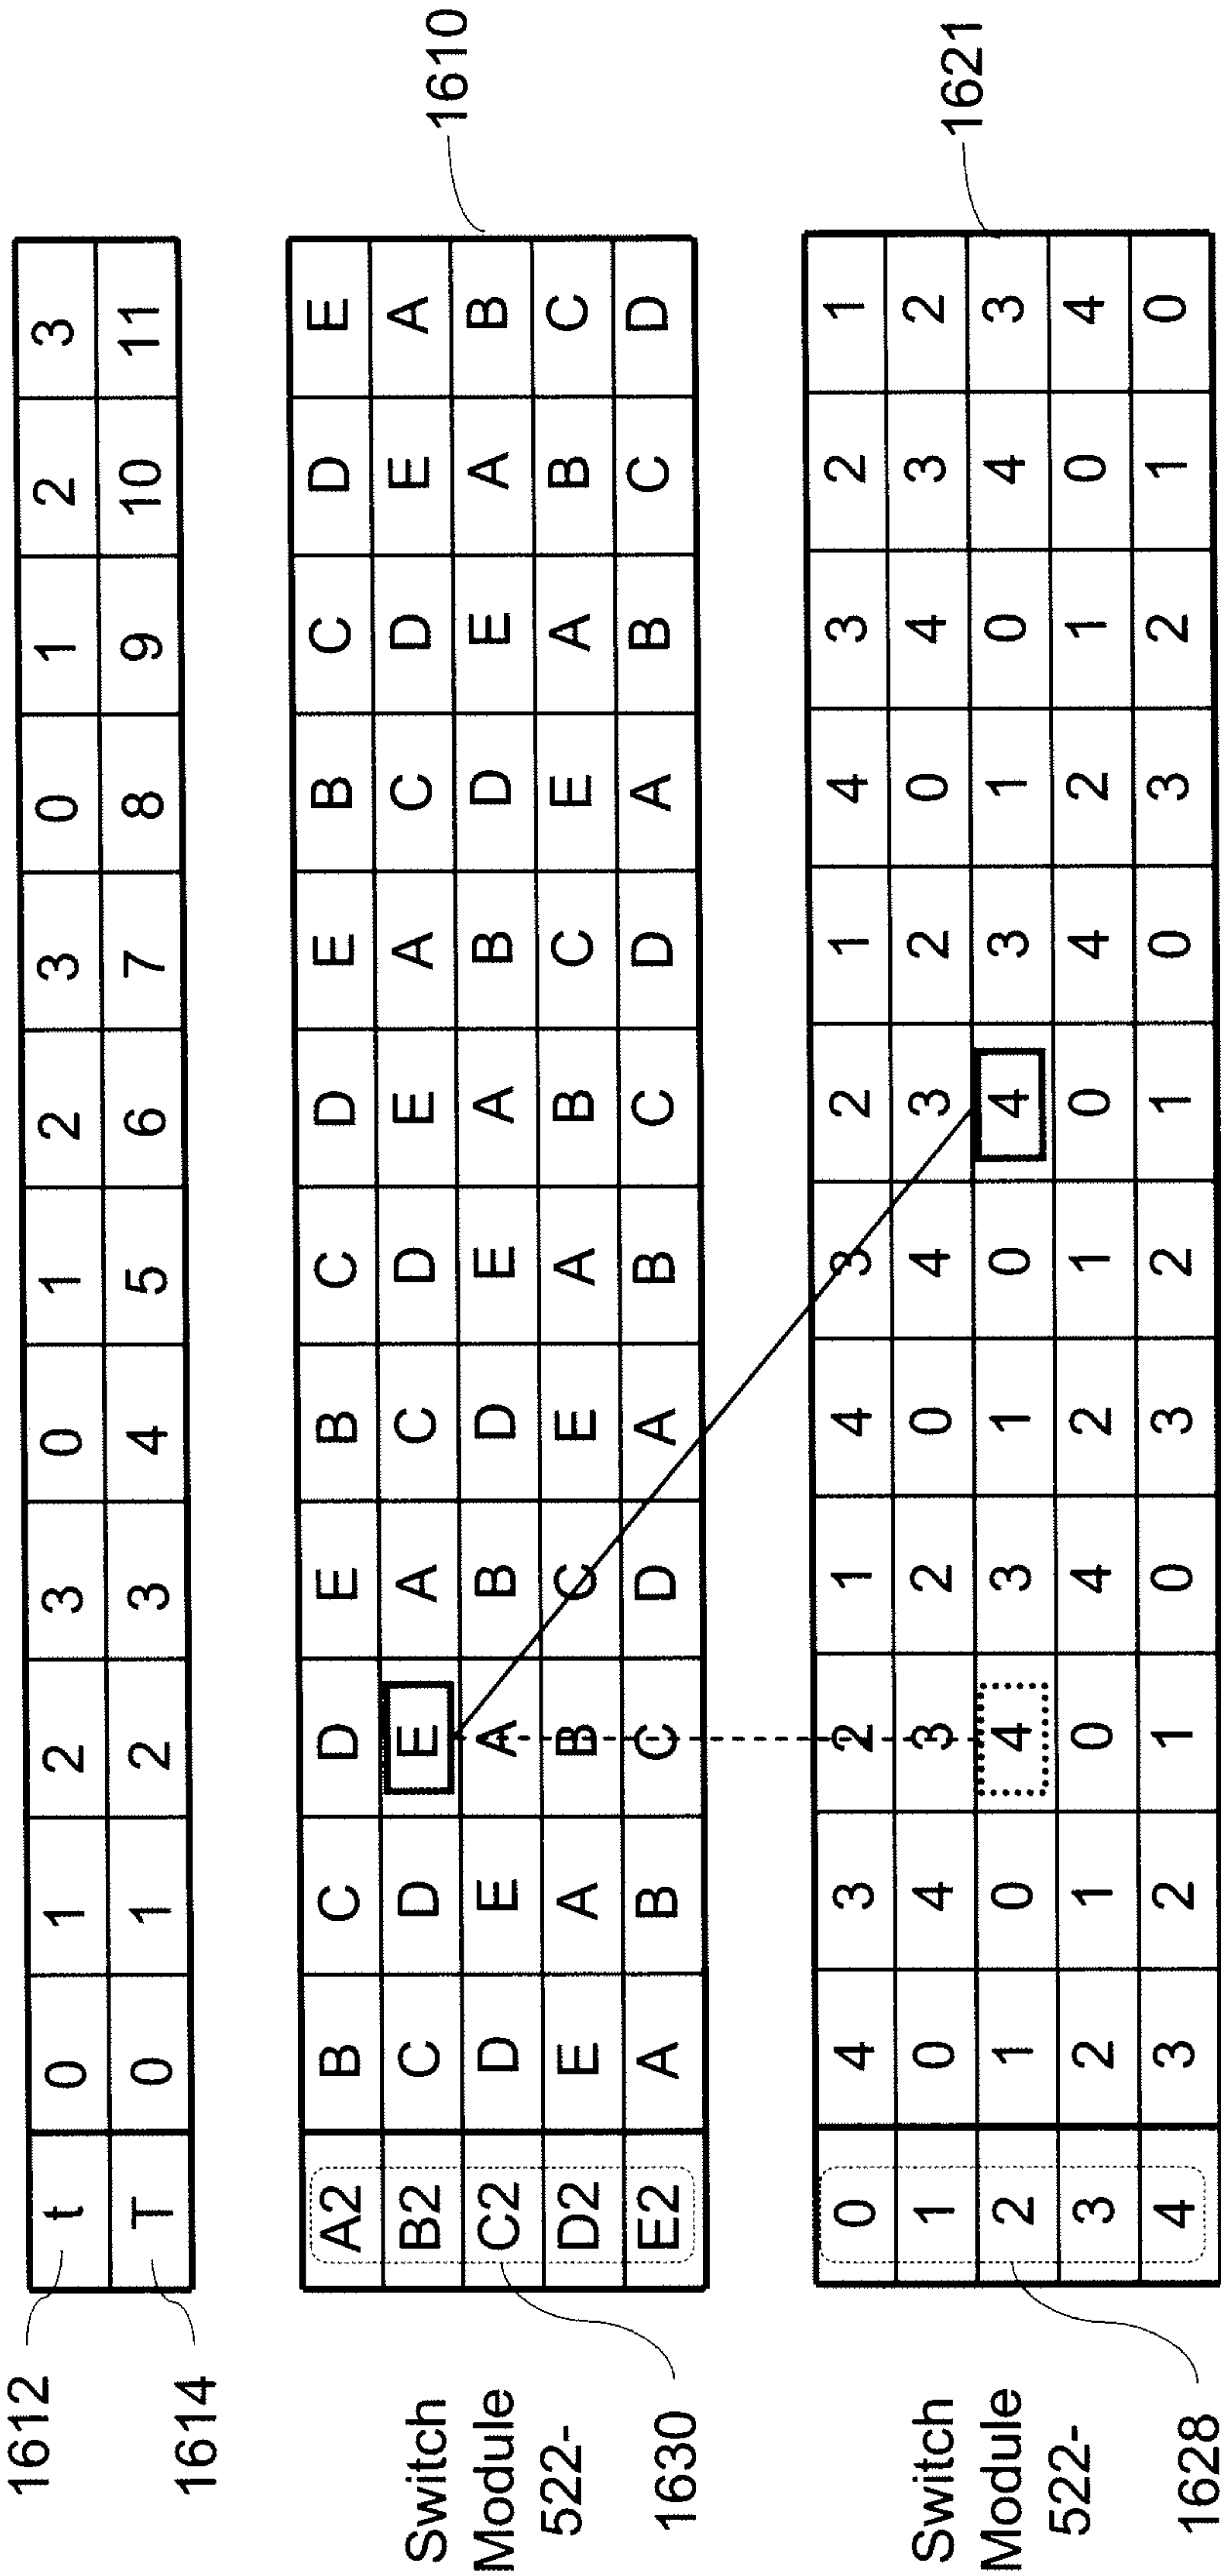 1612 t 0 1 2 3 0 1 2 3 0 1 2 3
1614 T 0 1 2 3 4 5 6 7 8 9 10 11
Switch Module 522-
1630
A2 B C D E B C D E B C D E
B2 C D E A C D E A C D E A
C2 D E A B D E A B D E A B
D2 E A B C E A B C E A B C
E2 A B C D A B C D A B C D
1610
Switch Module 522-
1628
0 4 3 2 1 4 3 2 1 4 3 2 1
1 0 4 3 2 0 4 3 2 0 4 3 2
2 1 0 4 3 1 0 4 3 1 0 4 3
3 2 1 0 4 2 1 0 4 2 1 0 4
4 3 2 1 0 3 2 1 0 3 2 1 0
1621